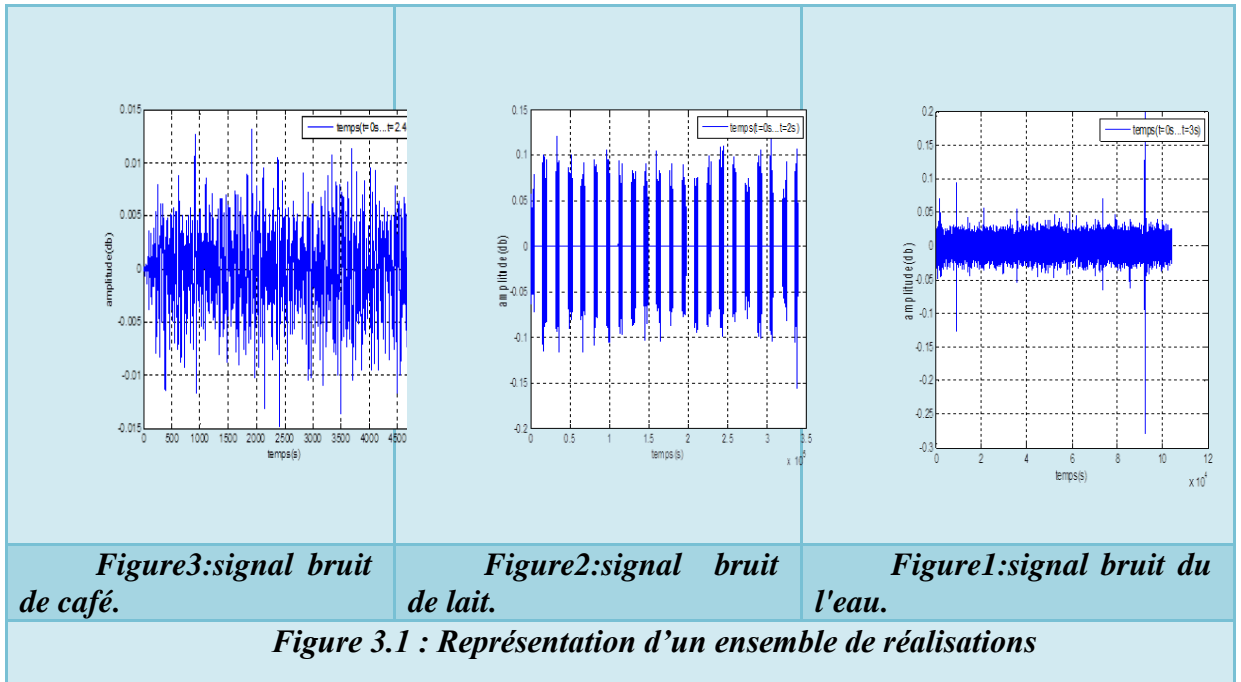 0.015
0.01
0.005
0
-0.005
-0.01
-0.015
amplitude(db)
temps(t=0s...t=2.4
0 500 1000 1500 2000 2500 3000 3500 4000 4500
temps(s)
0.15
0.1
0.05
0
-0.05
-0.1
-0.15
-0.2
amplitude(db)
temps(t=0s...t=2s)
0 0.5 1 1.5 2 2.5 3 3.5
temps(s)
0.2
0.15
0.1
0.05
0
-0.05
-0.1
-0.15
-0.2
-0.25
-0.3
amplitude(db)
temps(t=0s...t=3s)
0 2 4 6 8 10 12
temps(s)
x 10⁴
Figure3:signal bruit
de café.
Figure2:signal bruit
de lait.
Figure1:signal bruit du
l'eau.
Figure 3.1 : Représentation d’un ensemble de réalisations